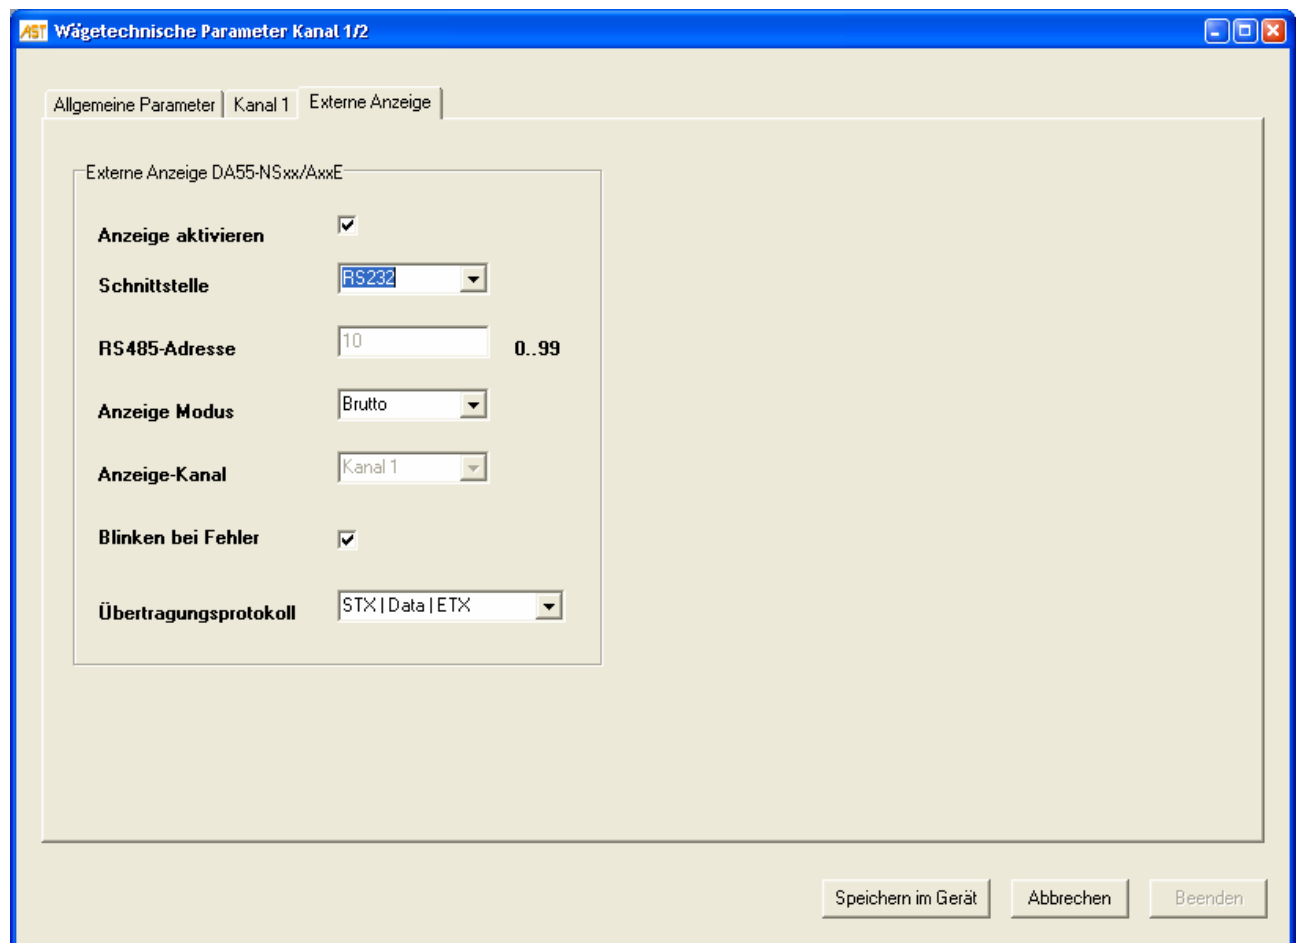 AST Wägetechnische Parameter Kanal 1/2
Allgemeine Parameter Kanal 1 Externe Anzeige
Externe Anzeige DA55-NSxx/AxxE
Anzeige aktivieren
Schnittstelle RS232
RS485-Adresse 10 0..99
Anzeige Modus Brutto
Anzeige-Kanal Kanal 1
Blinken bei Fehler
Übertragungsprotokoll STX | Data | ETX
Speichern im Gerät Abbrechen Beenden